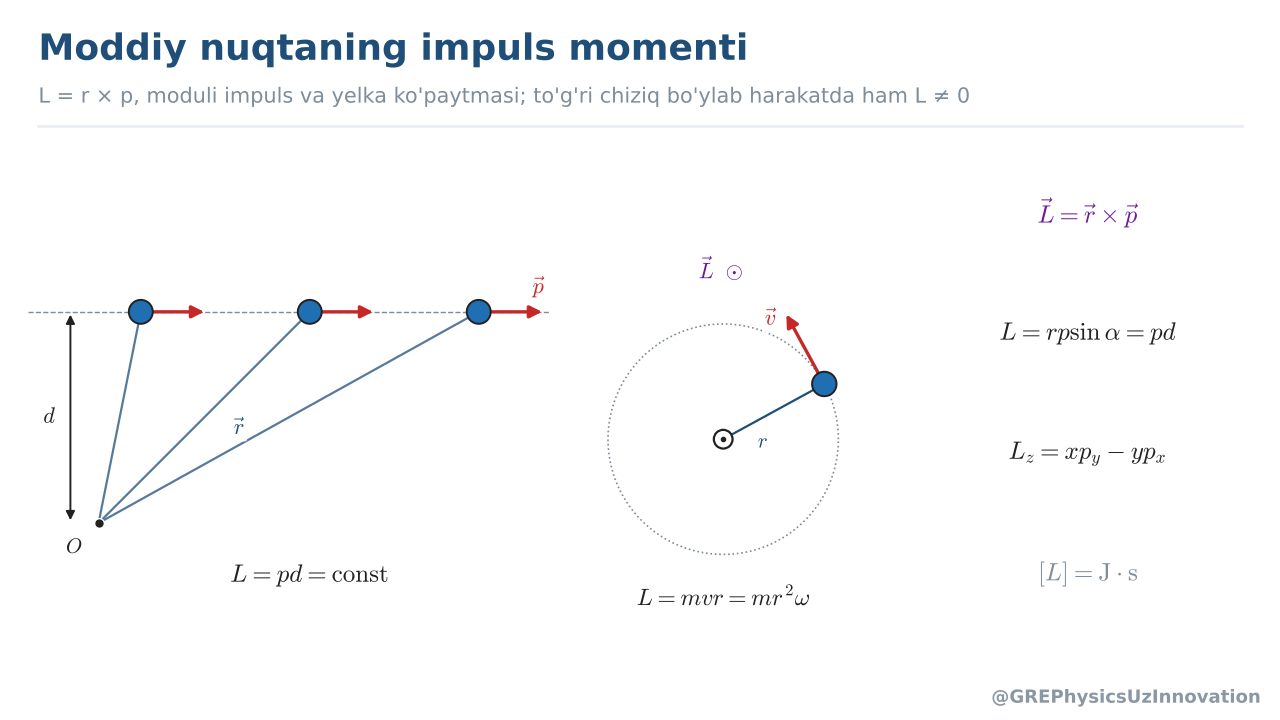 Moddiy nuqtaning impuls momenti
L = r × p, moduli impuls va yelka ko'paytmasi; to'g'ri chiziq bo'ylab harakatda ham L ≠ 0
p⃗
d
r⃗
O
L = pd = const
L⃗ ⊙
v⃗
r
L = mvr = mr²ω
L⃗ = r⃗ × p⃗
L = rp sin α = pd
L_z = xp_y − yp_x
[L] = J · s
@GREPhysicsUzInnovation